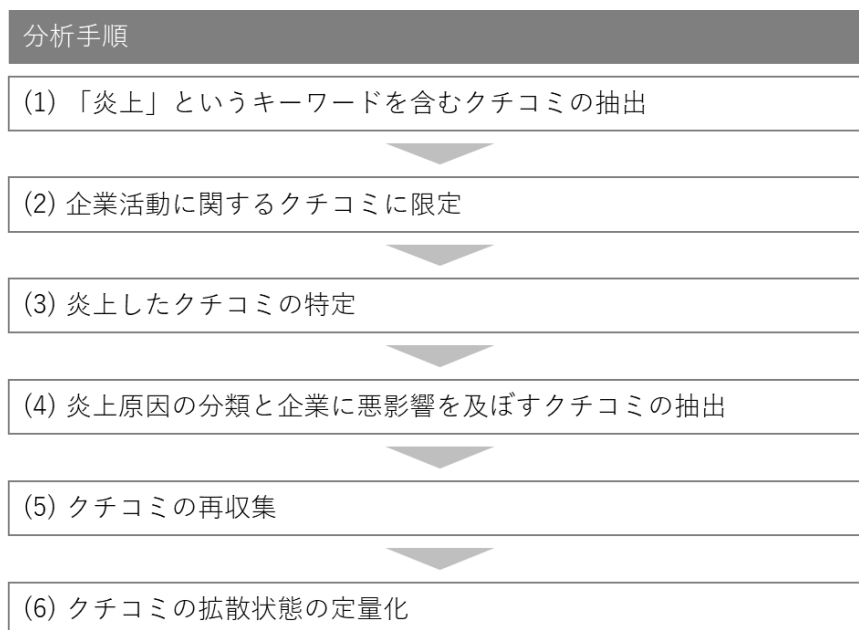 分析手順
(1) 「炎上」というキーワードを含むクチコミの抽出
(2) 企業活動に関するクチコミに限定
(3) 炎上したクチコミの特定
(4) 炎上原因の分類と企業に悪影響を及ぼすクチコミの抽出
(5) クチコミの再収集
(6) クチコミの拡散状態の定量化